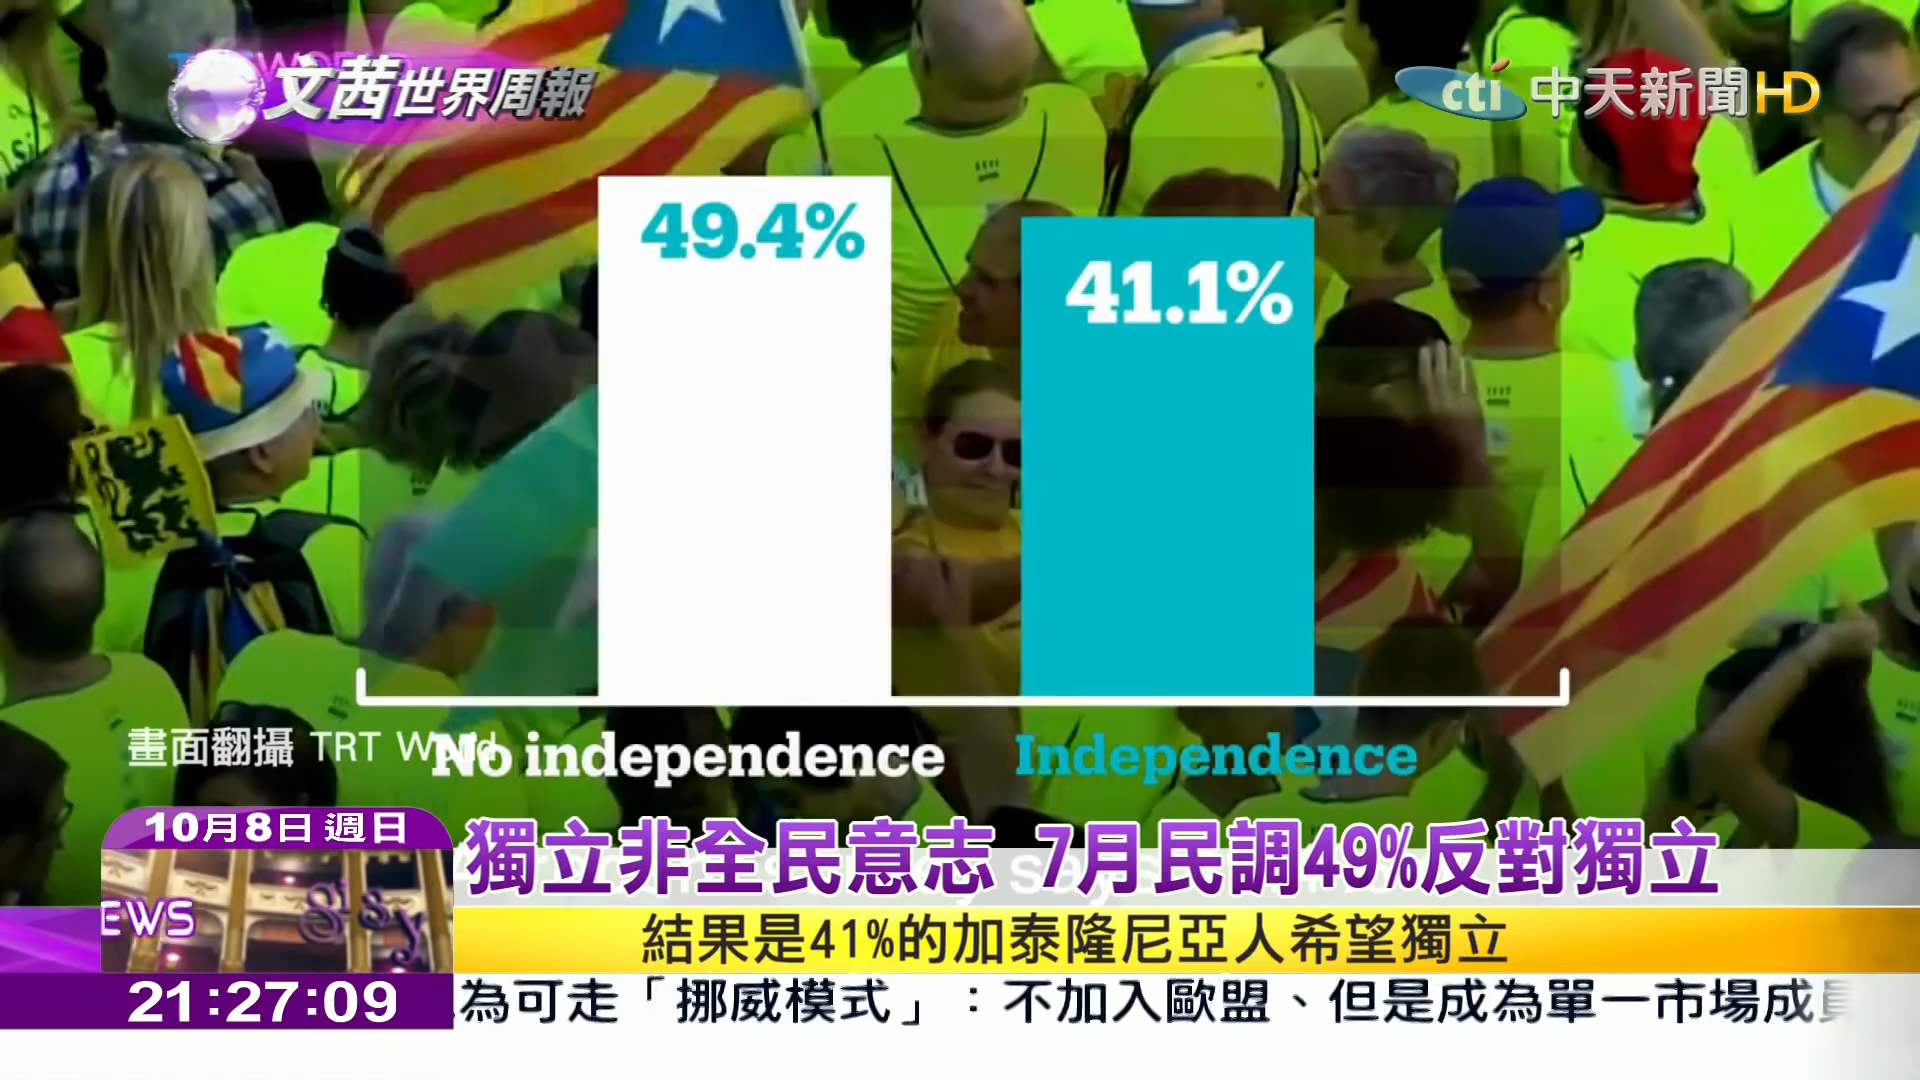 文茜世界周報
cti 中天新聞HD
49.4%
41.1%
畫面翻攝 TRT World
No independence
Independence
10月8日 週日
獨立非全民意志 7月民調49%反對獨立
EWS
sisy
結果是41%的加泰隆尼亞人希望獨立
21:27:09
為可走「挪威模式」：不加入歐盟、但是成為單一市場成員